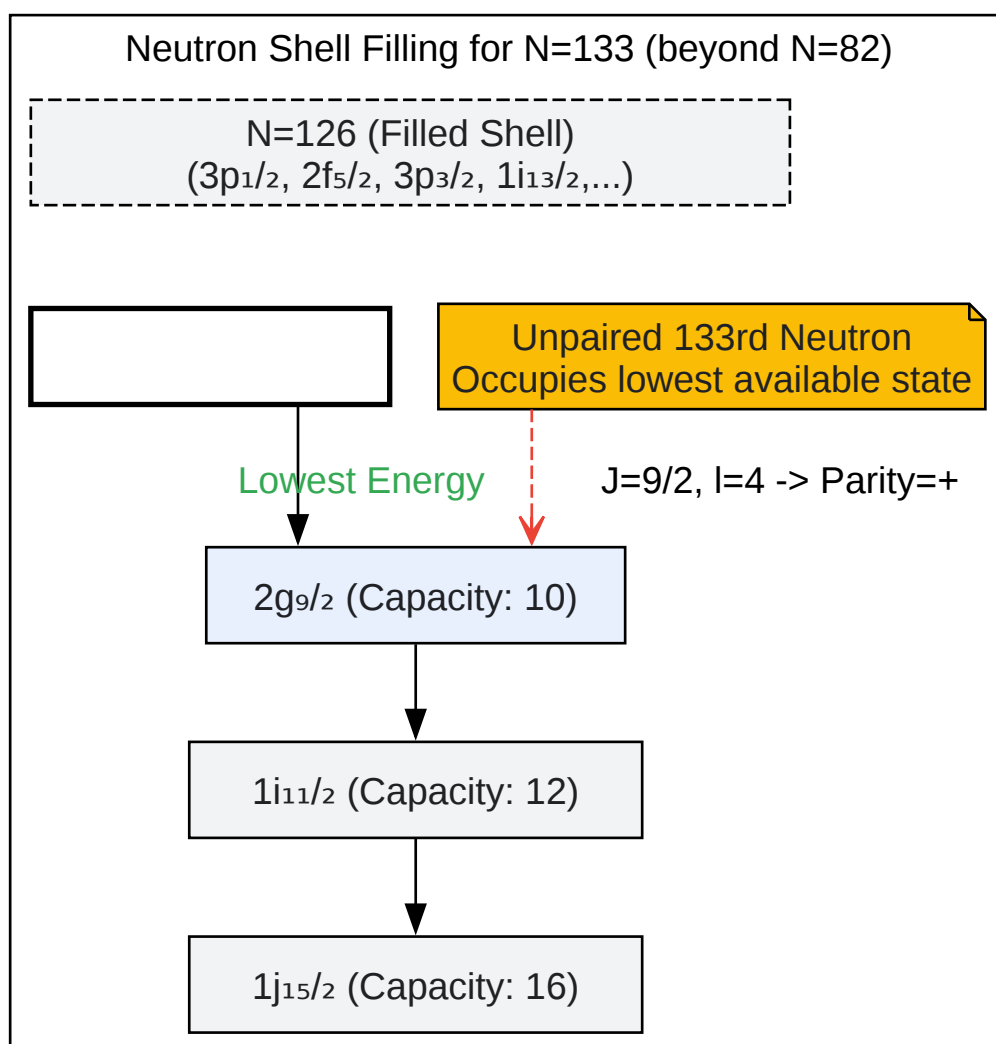 Neutron Shell Filling for N=133 (beyond N=82)
N=126 (Filled Shell)
(3p₁/₂, 2f₅/₂, 3p₃/₂, 1i₁₃/₂,...)
Unpaired 133rd Neutron
Occupies lowest available state
Lowest Energy
J=9/2, l=4 -> Parity=+
2g₉/₂ (Capacity: 10)
1i₁₁/₂ (Capacity: 12)
1j₁₅/₂ (Capacity: 16)